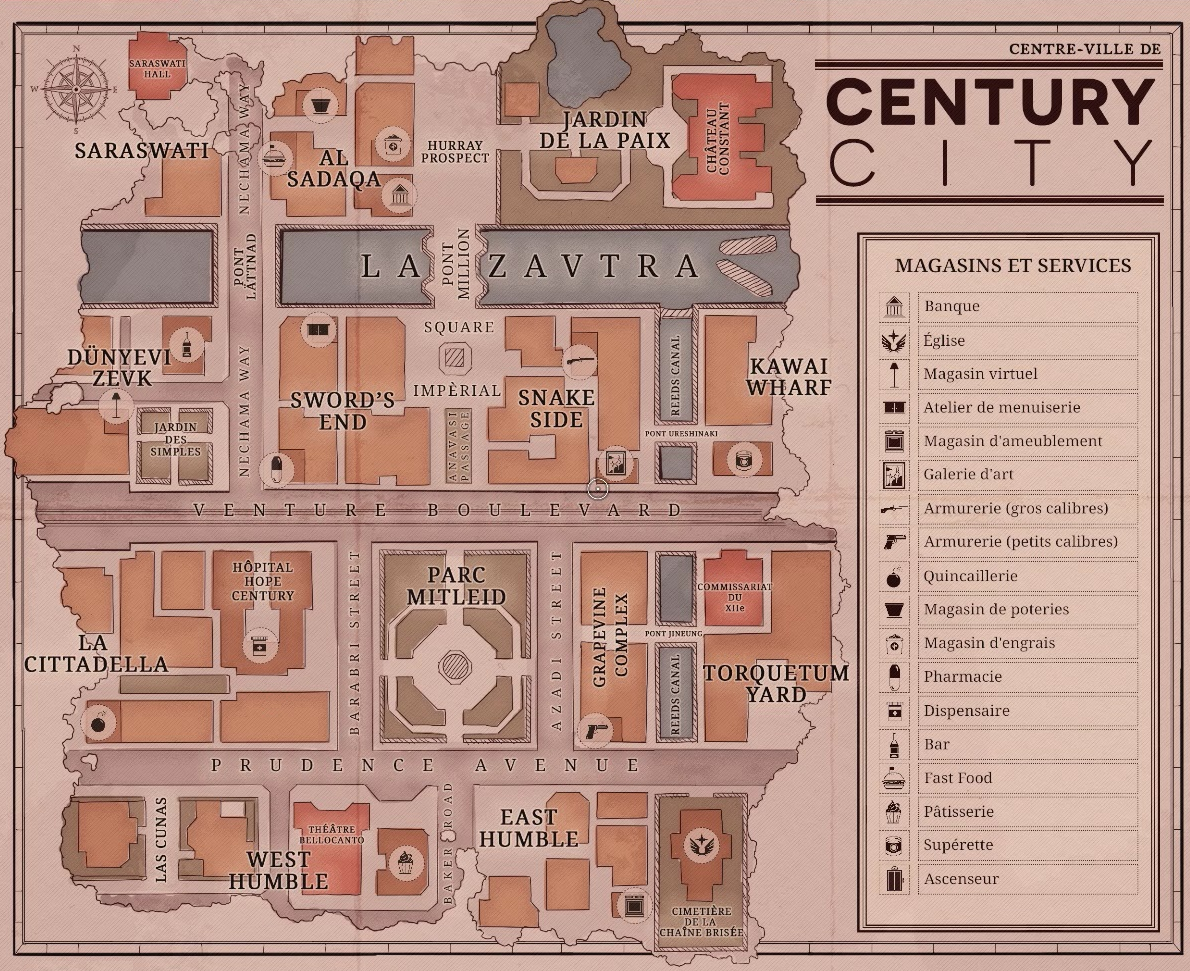 CENTRE-VILLE DE
CENTURY
CITY
N
W
E
S
SARASWATI
HALL
SARASWATI
NECHAMA WAY
AL
SADAQA
HURRAY
PROSPECT
JARDIN
DE LA PAIX
CHÂTEAU
CONSTANT
PONT
LÄTTNAD
LA ZAVTRA
PONT
MILLION
DÜNYEVI
ZEVK
JARDIN
DES
SIMPLES
NECHAMA WAY
SWORD'S
END
SQUARE
IMPÈRIAL
ANAVASI
PASSAGE
SNAKE
SIDE
REEDS CANAL
KAWAI
WHARF
PONT URESHINAKI
VENTURE BOULEVARD
HÔPITAL
HOPE
CENTURY
LA
CITTADELLA
BARABRI STREET
PARC
MITLEID
AZADI STREET
GRAPEVINE
COMPLEX
COMMISSARIAT
DU
XIIe
PONT JINEUNG
REEDS CANAL
TORQUETUM
YARD
PRUDENCE AVENUE
LAS CUNAS
WEST
HUMBLE
THÉÂTRE
BELLOCANTO
BAKER ROAD
EAST
HUMBLE
CIMETIÈRE
DE LA
CHAÎNE BRISÉE
MAGASINS ET SERVICES
Banque
Église
Magasin virtuel
Atelier de menuiserie
Magasin d'ameublement
Galerie d'art
Armurerie (gros calibres)
Armurerie (petits calibres)
Quincaillerie
Magasin de poteries
Magasin d'engrais
Pharmacie
Dispensaire
Bar
Fast Food
Pâtisserie
Supérette
Ascenseur